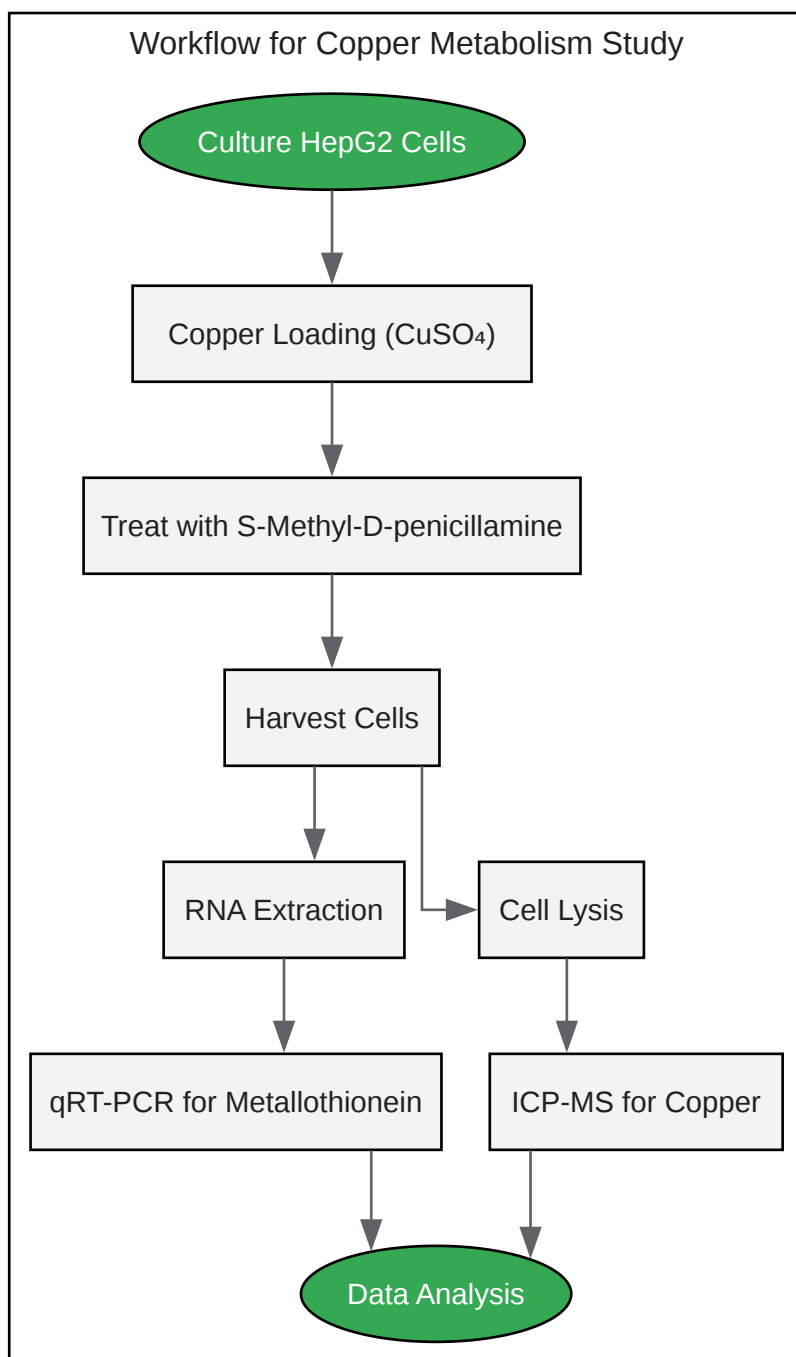 Workflow for Copper Metabolism Study
Culture HepG2 Cells
Copper Loading (CuSO₄)
Treat with S-Methyl-D-penicillamine
Harvest Cells
RNA Extraction
Cell Lysis
qRT-PCR for Metallothionein
ICP-MS for Copper
Data Analysis